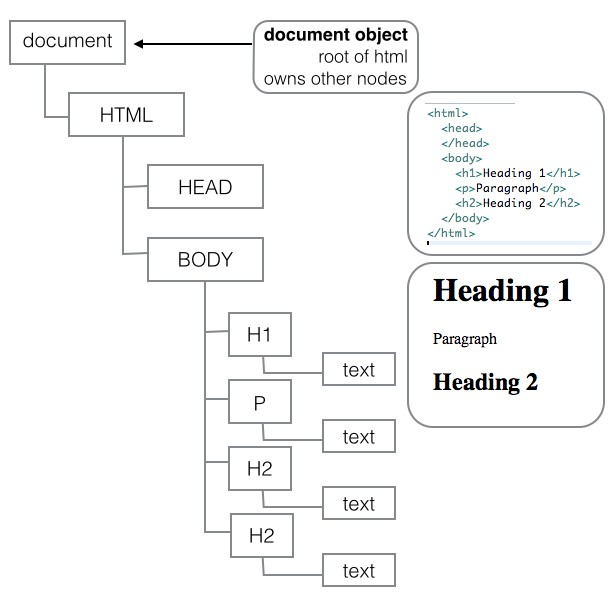 document
document object
root of html
owns other nodes
HTML
<html>
<head>
</head>
<body>
<h1>Heading 1</h1>
<p>Paragraph</p>
<h2>Heading 2</h2>
</body>
</html>
HEAD
BODY
Heading 1
Paragraph
Heading 2
H1
text
P
text
H2
text
H2
text